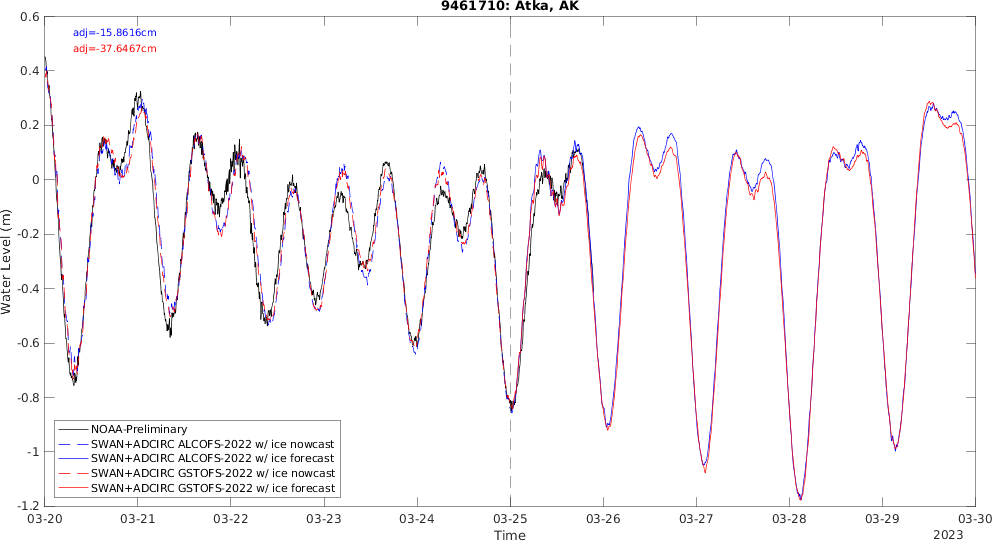 9461710: Atka, AK
adj=-15.8616cm
adj=-37.6467cm
0.6
0.4
0.2
0
-0.2
-0.4
-0.6
-0.8
-1
-1.2
Water Level (m)
NOAA-Preliminary
SWAN+ADCIRC ALCOFS-2022 w/ ice nowcast
SWAN+ADCIRC ALCOFS-2022 w/ ice forecast
SWAN+ADCIRC GSTOFS-2022 w/ ice nowcast
SWAN+ADCIRC GSTOFS-2022 w/ ice forecast
03-20 03-21 03-22 03-23 03-24 03-25 03-26 03-27 03-28 03-29 03-30
Time
2023